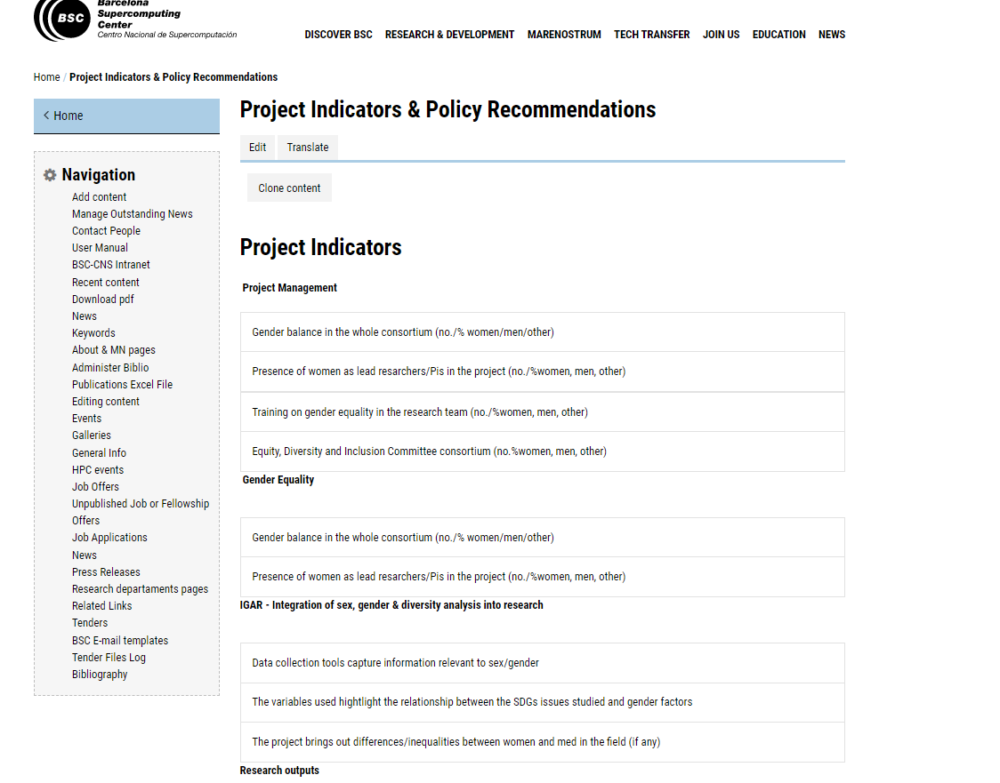 Barcelona
Supercomputing
Center
Centro Nacional de Supercomputación
BSC
DISCOVER BSC RESEARCH & DEVELOPMENT MARENOSTRUM TECH TRANSFER JOIN US EDUCATION NEWS
Home / Project Indicators & Policy Recommendations
Home
Navigation
Add content
Manage Outstanding News
Contact People
User Manual
BSC-CNS Intranet
Recent content
Download pdf
News
Keywords
About & MN pages
Administer Biblio
Publications Excel File
Editing content
Events
Galleries
General Info
HPC events
Job Offers
Unpublished Job or Fellowship
Offers
Job Applications
News
Press Releases
Research departaments pages
Related Links
Tenders
BSC E-mail templates
Tender Files Log
Bibliography
Project Indicators & Policy Recommendations
Edit Translate
Clone content
Project Indicators
Project Management
Gender balance in the whole consortium (no./% women/men/other)
Presence of women as lead resarchers/Pis in the project (no./%women, men, other)
Training on gender equality in the research team (no./%women, men, other)
Equity, Diversity and Inclusion Committee consortium (no.%women, men, other)
Gender Equality
Gender balance in the whole consortium (no./% women/men/other)
Presence of women as lead resarchers/Pis in the project (no./%women, men, other)
IGAR - Integration of sex, gender & diversity analysis into research
Data collection tools capture information relevant to sex/gender
The variables used hightlight the relationship between the SDGs issues studied and gender factors
The project brings out differences/inequalities between women and med in the field (if any)
Research outputs